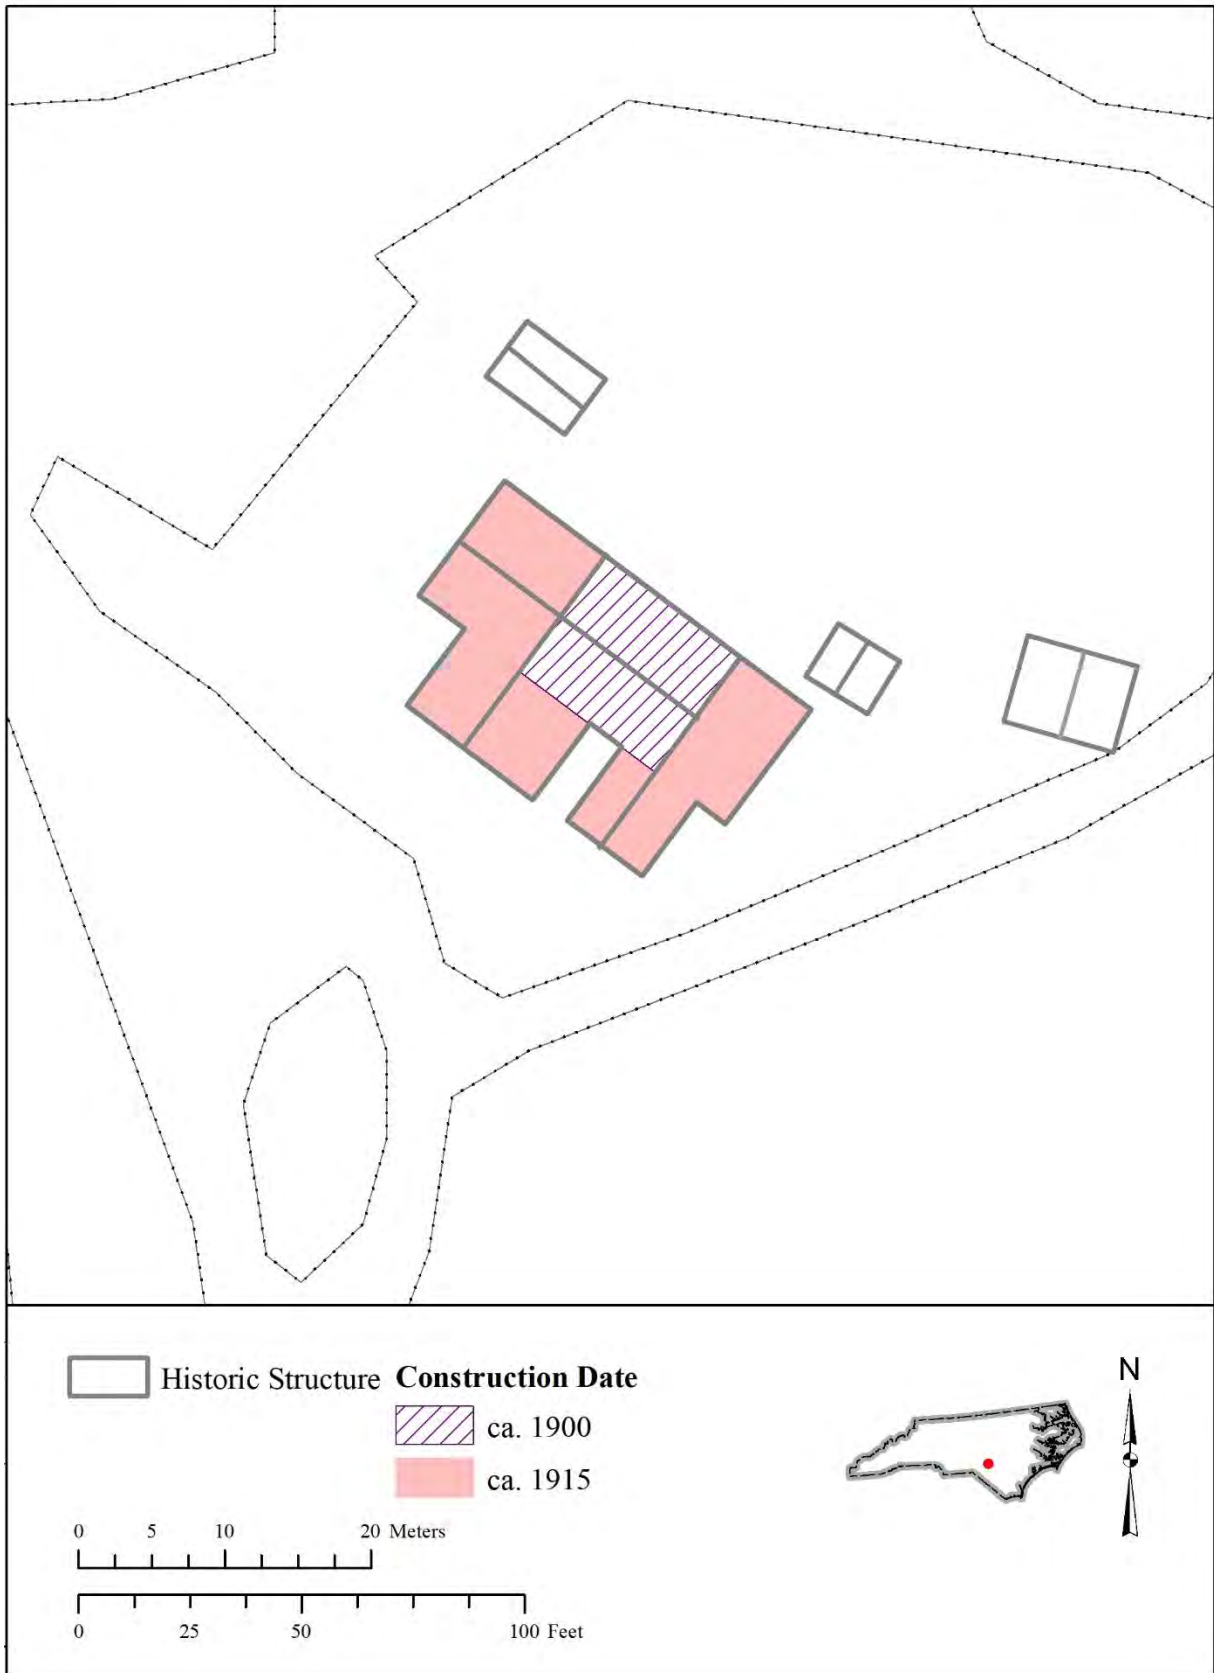 Historic Structure
Construction Date
N
ca. 1900
ca. 1915
0 5 10 20 Meters
0 25 50 100 Feet